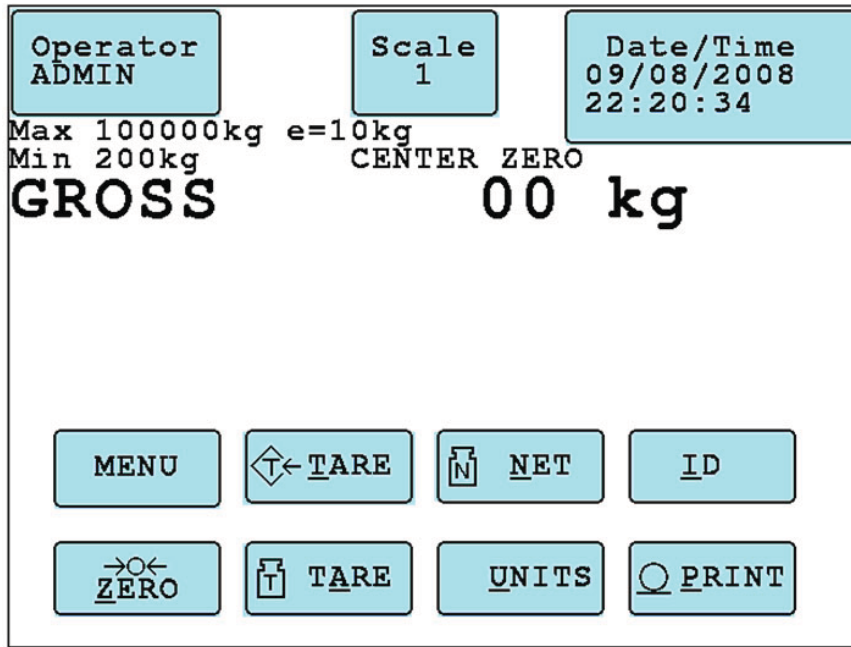 Operator
ADMIN
Scale
1
Date/Time
09/08/2008
22:20:34
Max 100000kg e=10kg
Min 200kg CENTER ZERO
GROSS 00 kg
MENU
T TARE
N NET
ID
ZERO
T TARE
UNITS
PRINT